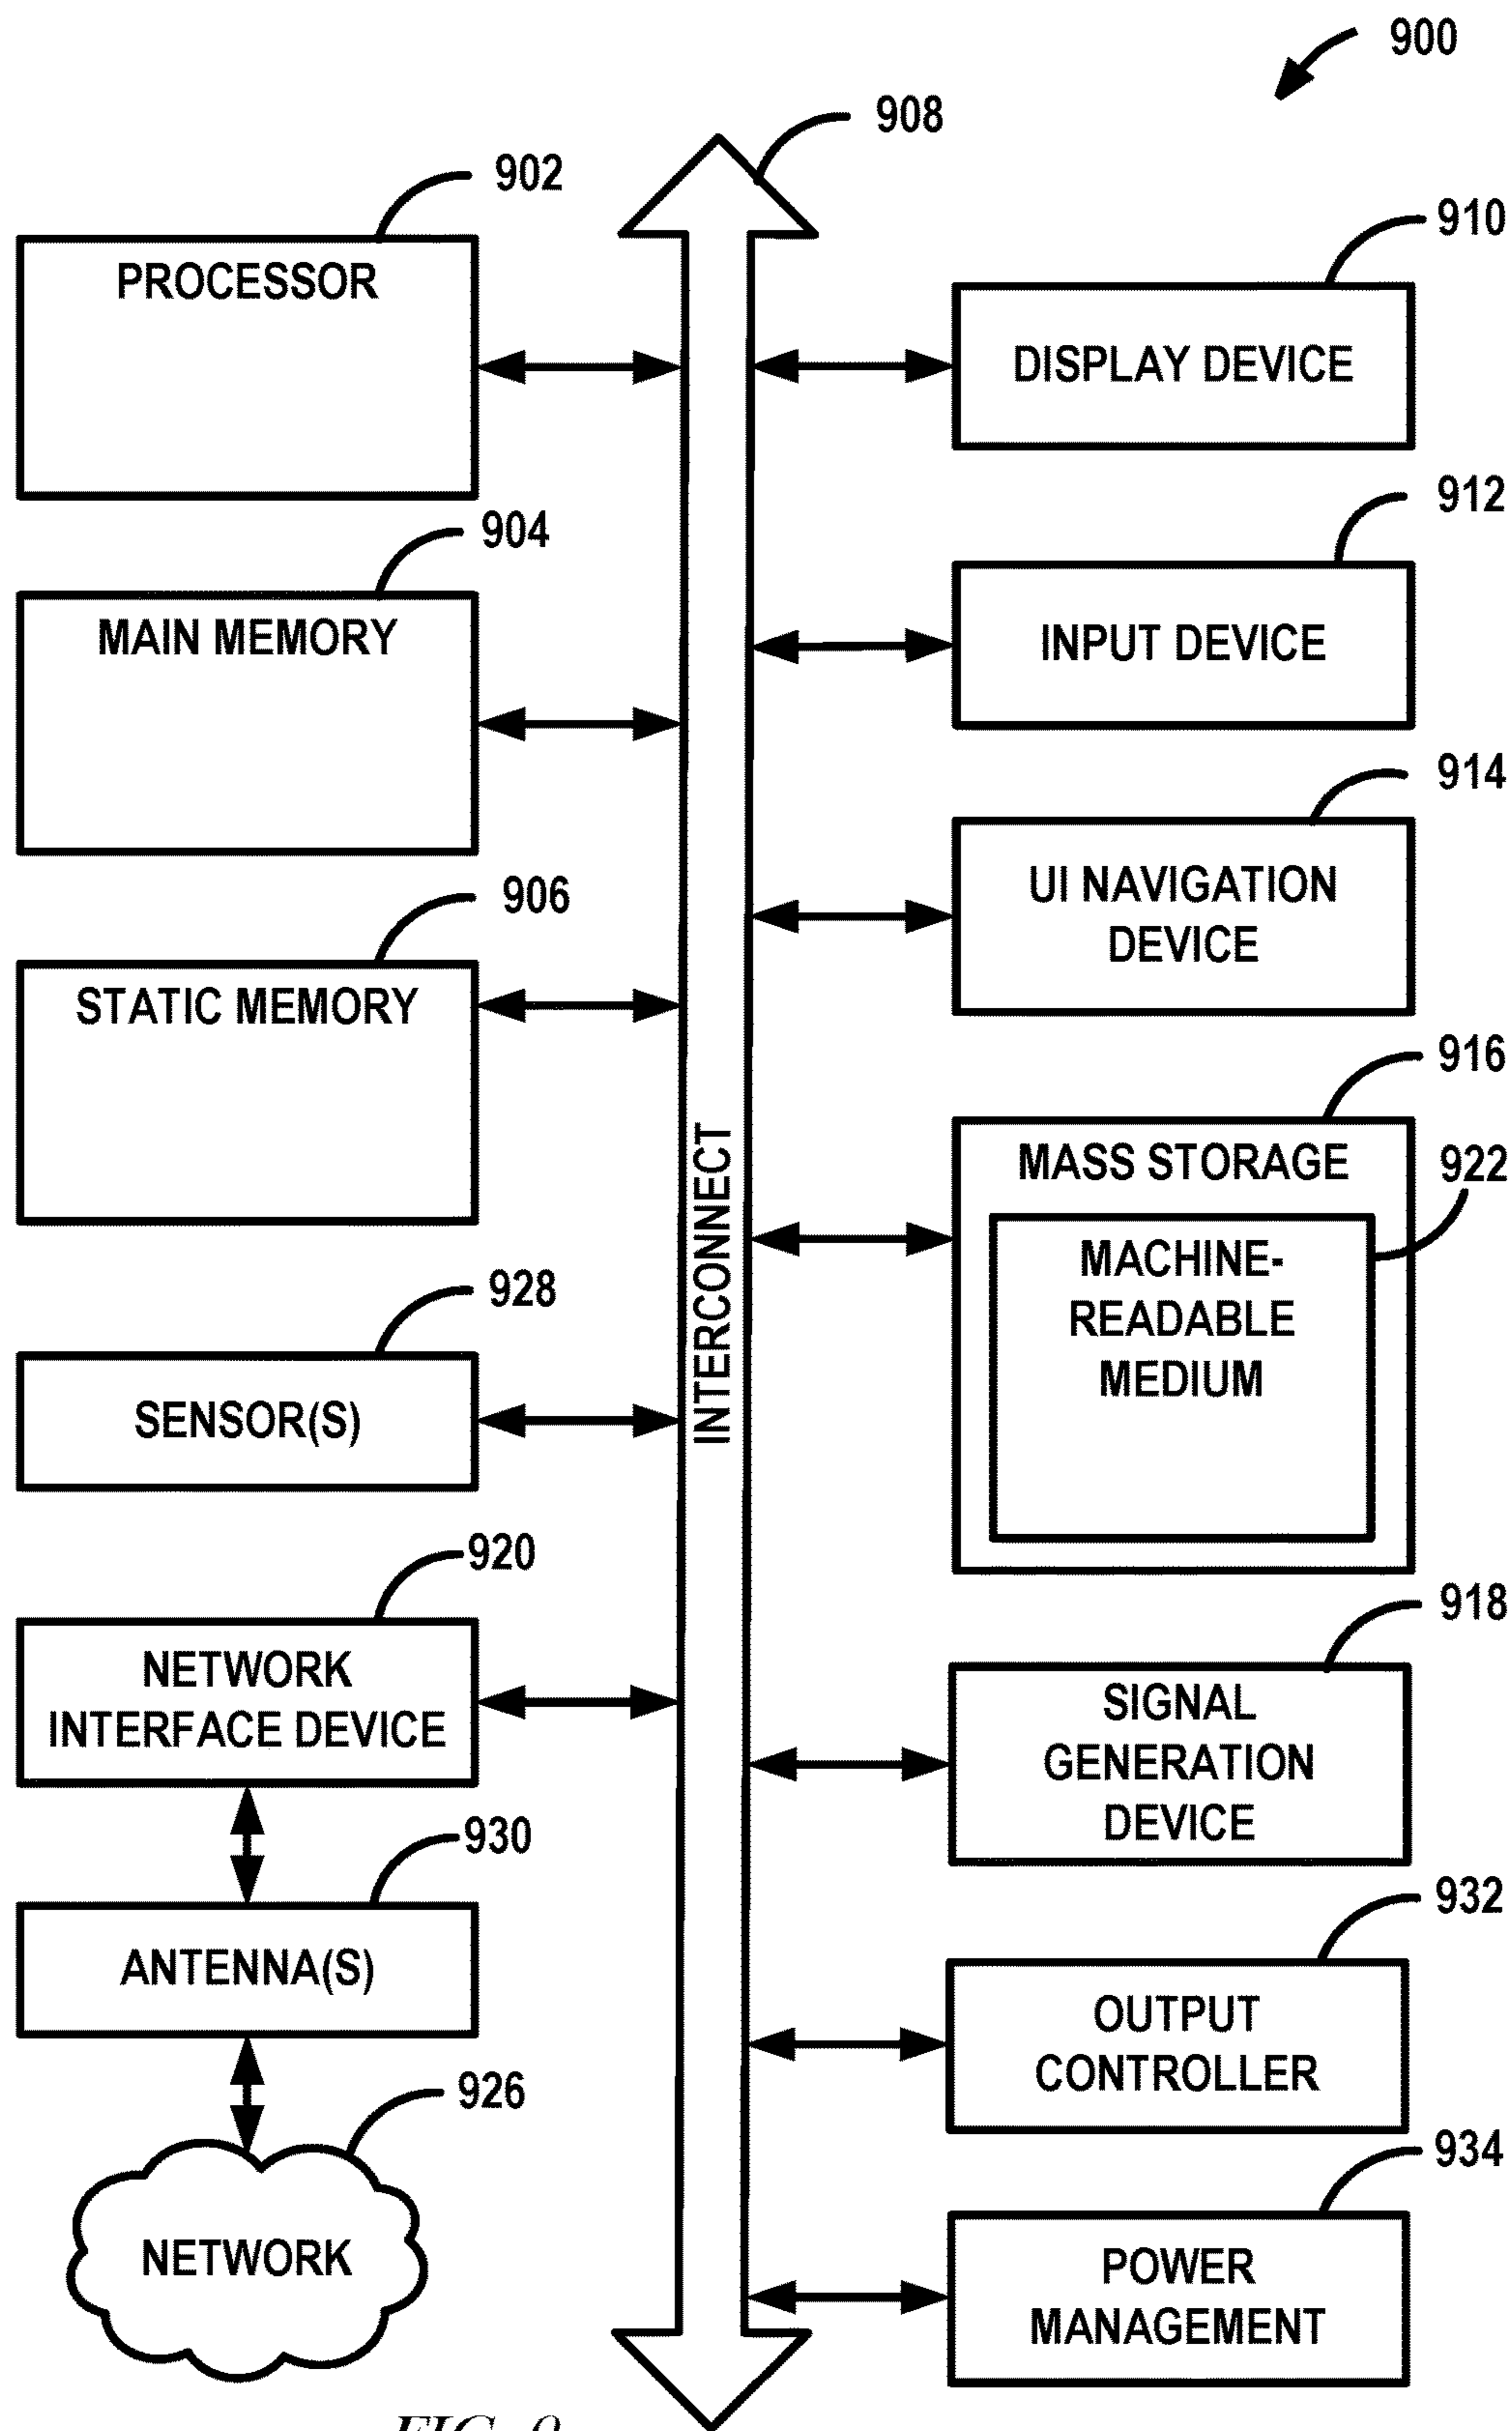 900
908
902
PROCESSOR
910
DISPLAY DEVICE
904
MAIN MEMORY
912
INPUT DEVICE
906
STATIC MEMORY
914
UI NAVIGATION
DEVICE
INTERCONNECT
916
MASS STORAGE
922
MACHINE-
READABLE
MEDIUM
928
SENSOR(S)
920
NETWORK
INTERFACE DEVICE
918
SIGNAL
GENERATION
DEVICE
930
ANTENNA(S)
932
OUTPUT
CONTROLLER
926
NETWORK
934
POWER
MANAGEMENT
FIG. 9